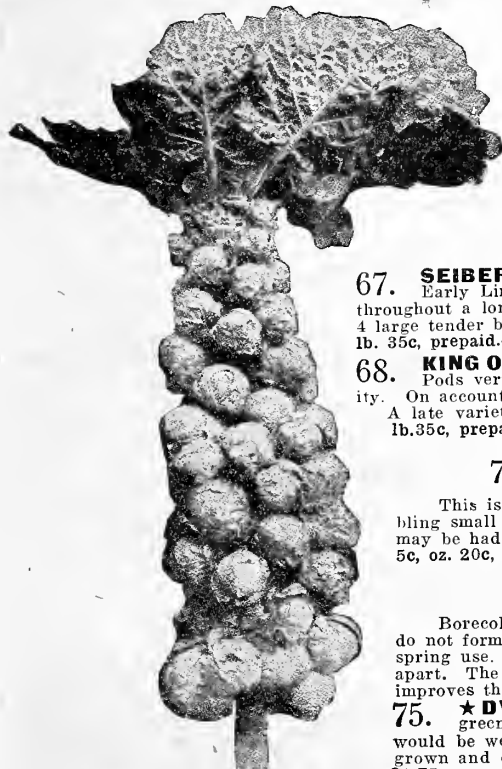 67. SEIBER
Early Lim
throughout a lon
4 large tender b
lb. 35c, prepaid.
68. KING O
Pods ver
ity. On account
A late variet
lb.35c, prepa
7
This is
bling small
may be had
5c, oz. 20c,
Borecol
do not form
spring use.
apart. The
improves th
75. ★DW
green
would be we
grown and